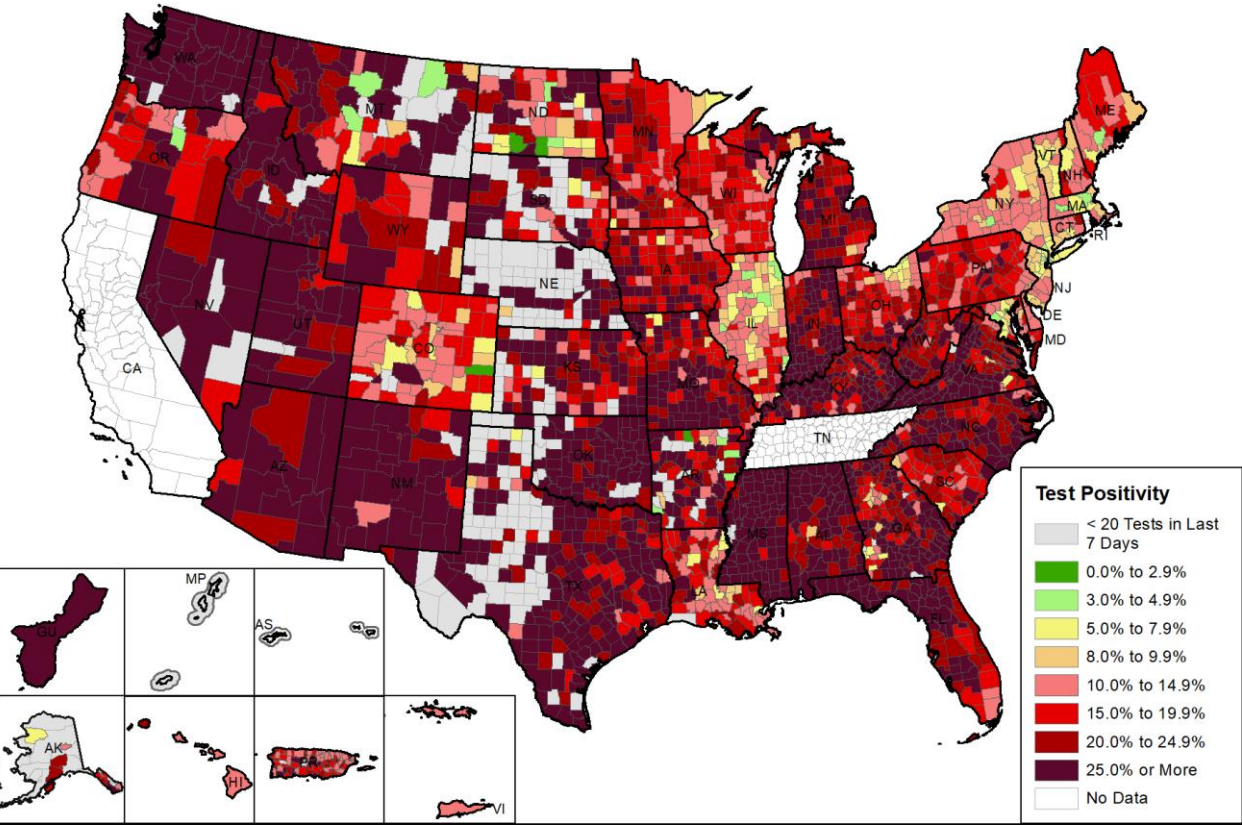 WA
MT
ND
MN
ME
OR
ID
SD
WI
VT
NH
NY
MA
CT
RI
WY
MI
IA
PA
NE
NV
UT
CO
IL
IN
OH
NJ
DE
MD
CA
KS
MO
KY
WV
VA
TN
NC
AZ
NM
OK
AR
SC
MS
AL
GA
TX
LA
FL
GU
MP
AS
AK
HI
PR
VI
Test Positivity
< 20 Tests in Last
7 Days
0.0% to 2.9%
3.0% to 4.9%
5.0% to 7.9%
8.0% to 9.9%
10.0% to 14.9%
15.0% to 19.9%
20.0% to 24.9%
25.0% or More
No Data